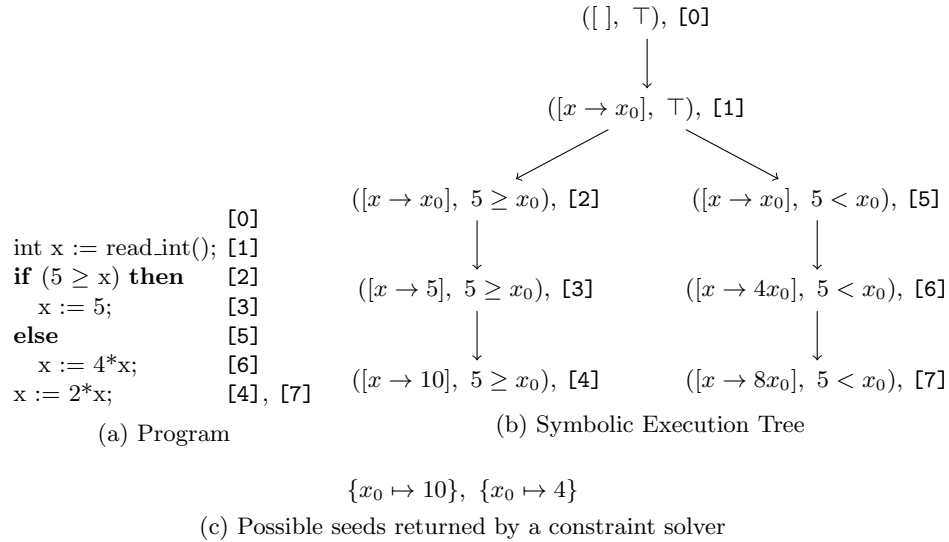 ([ ], ⊤), [0]
([x → x₀], ⊤), [1]
([x → x₀], 5 ≥ x₀), [2]
([x → x₀], 5 < x₀), [5]
([x → 5], 5 ≥ x₀), [3]
([x → 4x₀], 5 < x₀), [6]
([x → 10], 5 ≥ x₀), [4]
([x → 8x₀], 5 < x₀), [7]
(b) Symbolic Execution Tree
[0]
int x := read_int(); [1]
if (5 ≥ x) then [2]
x := 5; [3]
else [5]
x := 4*x; [6]
x := 2*x; [4], [7]
(a) Program
{x₀ ↦ 10}, {x₀ ↦ 4}
(c) Possible seeds returned by a constraint solver